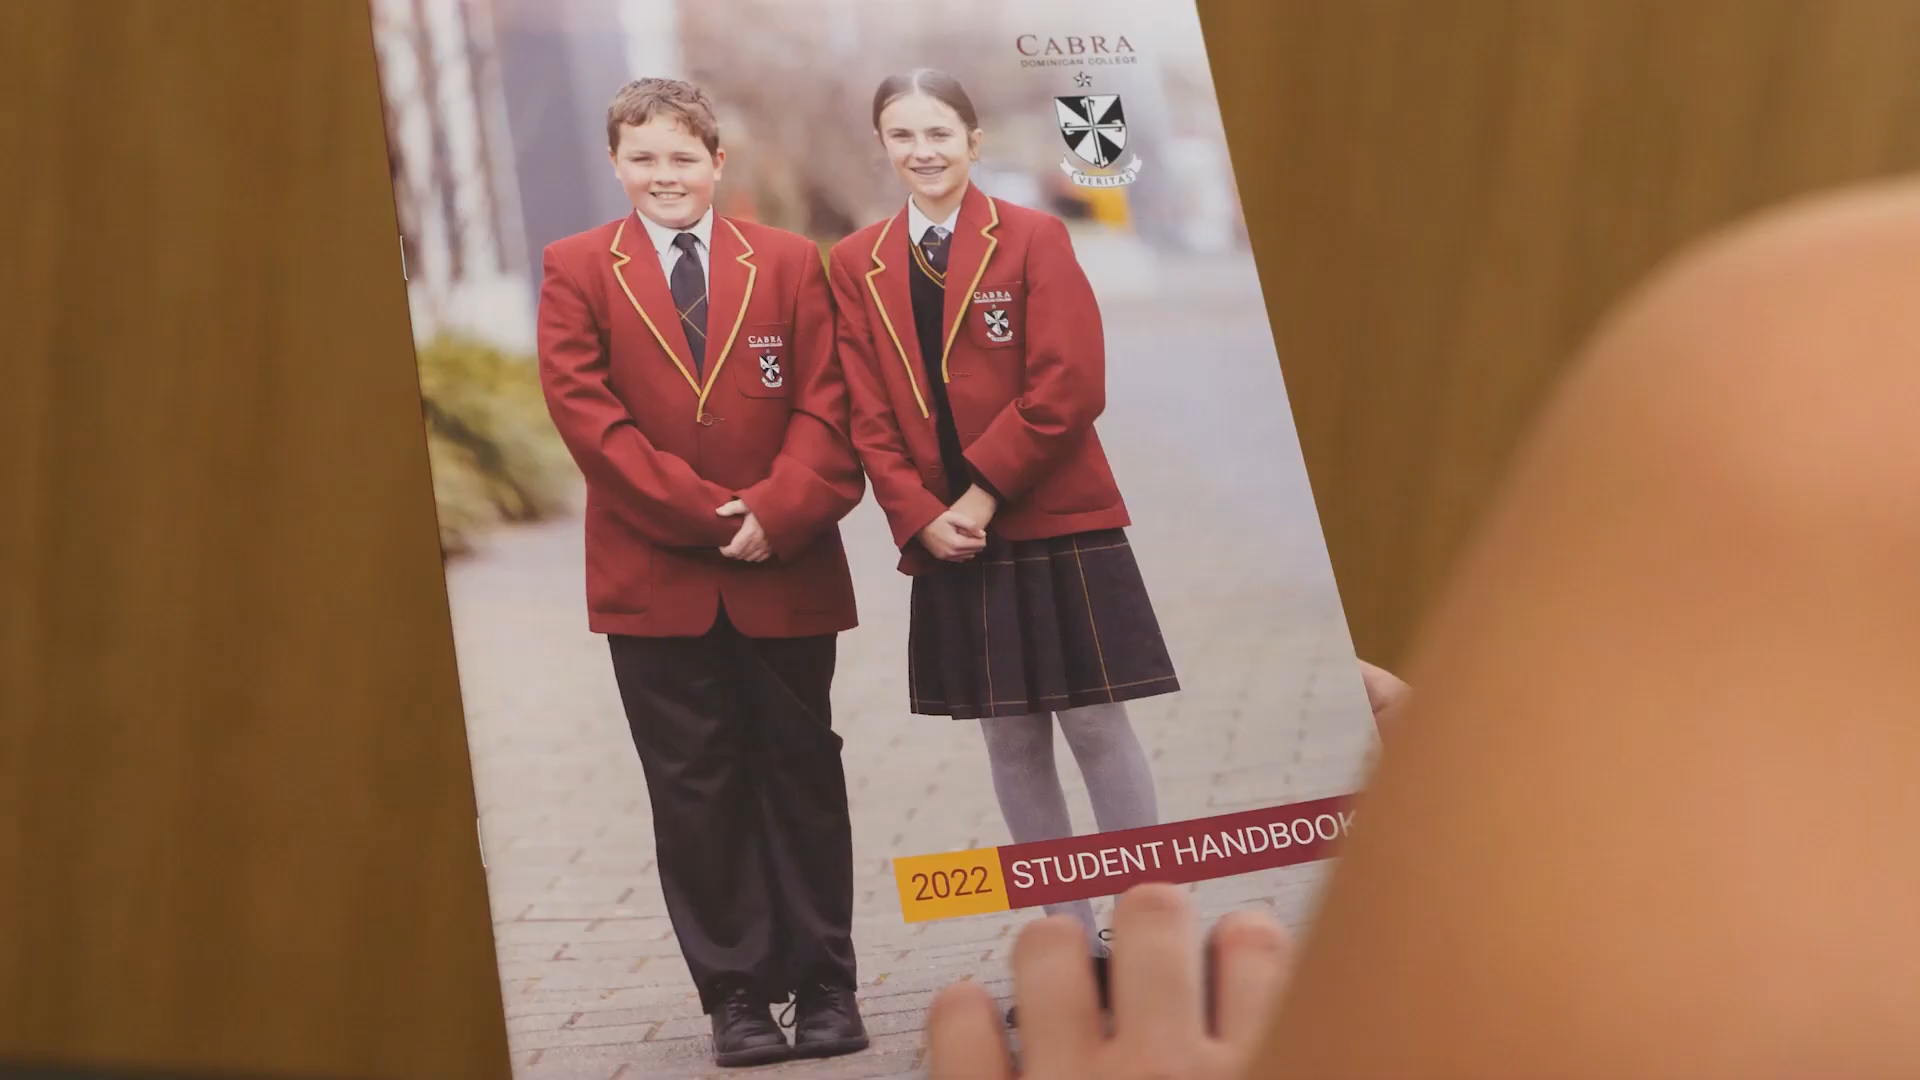 CABRA
DOMINICAN COLLEGE
VERITAS
CABRA
CABRA
2022 STUDENT HANDBOOK